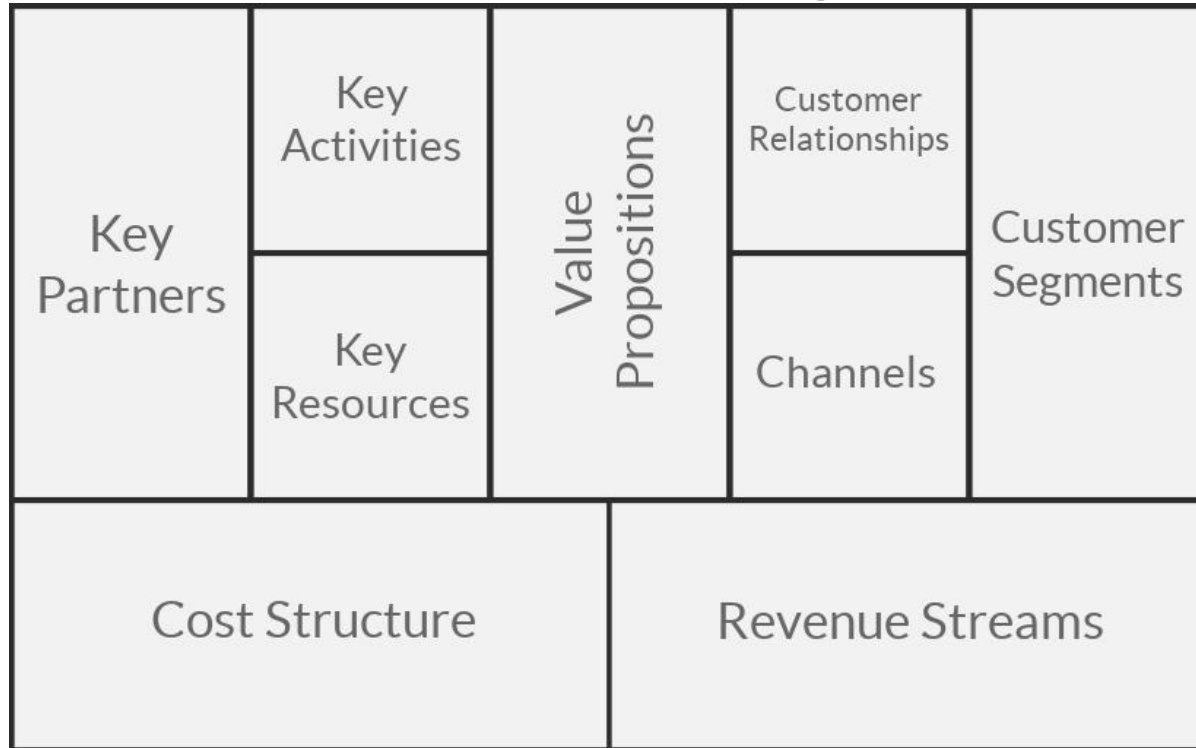 Key
Partners
Key
Activities
Key
Resources
Value
Propositions
Customer
Relationships
Channels
Customer
Segments
Cost Structure
Revenue Streams